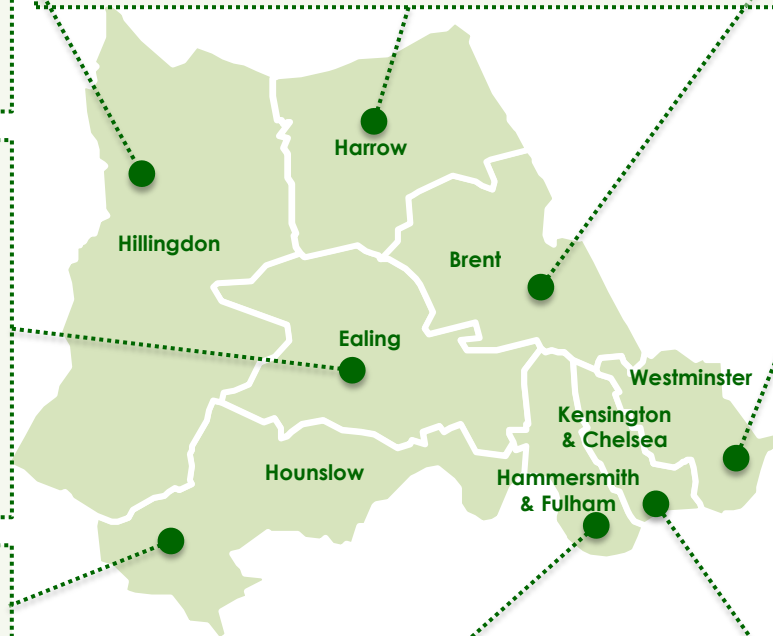 Harrow
Hillingdon
Brent
Ealing
Westminster
Kensington
& Chelsea
Hounslow
Hammersmith
& Fulham